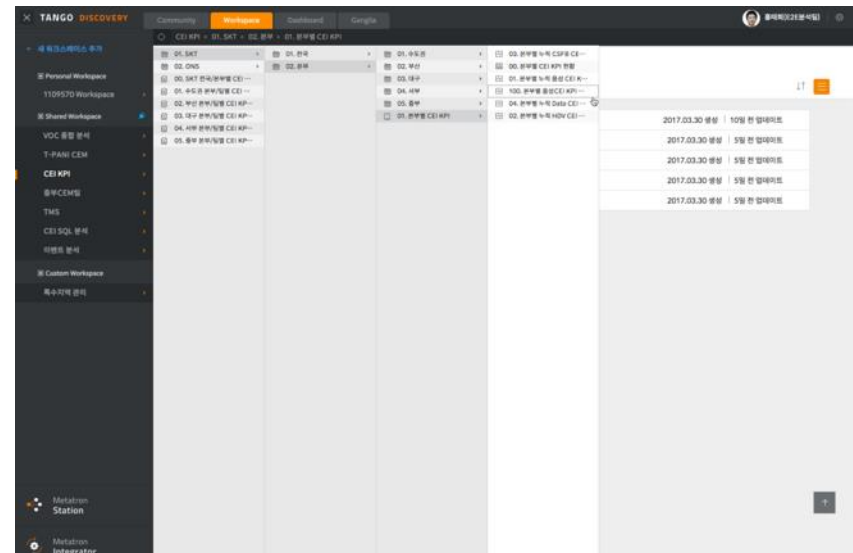 TANGO DISCOVERY
Community
Workspace
Dashboard
Gangila
CEI KPI
01. SKT
02. 본부
01. 본부별 CEI KPI
새 워크스페이스 추가
Personal Workspace
1109570 Workspace
Shared Workspace
VOC 종합 분석
T-PANI CEM
CEI KPI
중부CEM팀
TMS
CEI SQL 분석
이벤트 분석
Custom Workspace
특수지역 관리
Metatron
Station
Metatron
Integrator
01. SKT
02. ONS
00. SKT 전국/본부별 CEI ...
01. 수도권 본부/팀별 CEI ...
02. 부산 본부/팀별 CEI KP...
03. 대구 본부/팀별 CEI KP...
04. 서부 본부/팀별 CEI KP...
05. 중부 본부/팀별 CEI KP...
01. 전국
02. 본부
01. 수도권
02. 부산
03. 대구
04. 서부
05. 중부
01. 본부별 CEI KPI
03. 본부별 누적 CSFB CE...
00. 본부별 CEI KPI 현황
01. 본부별 누적 음성 CEI K...
100. 본부별 음성CEI KPI ...
04. 본부별 누적 Data CEI ...
02. 본부별 누적 HDV CEI ...
2017.03.30 생성 | 10일 전 업데이트
2017.03.30 생성 | 5일 전 업데이트
2017.03.30 생성 | 5일 전 업데이트
2017.03.30 생성 | 5일 전 업데이트
2017.03.30 생성 | 5일 전 업데이트